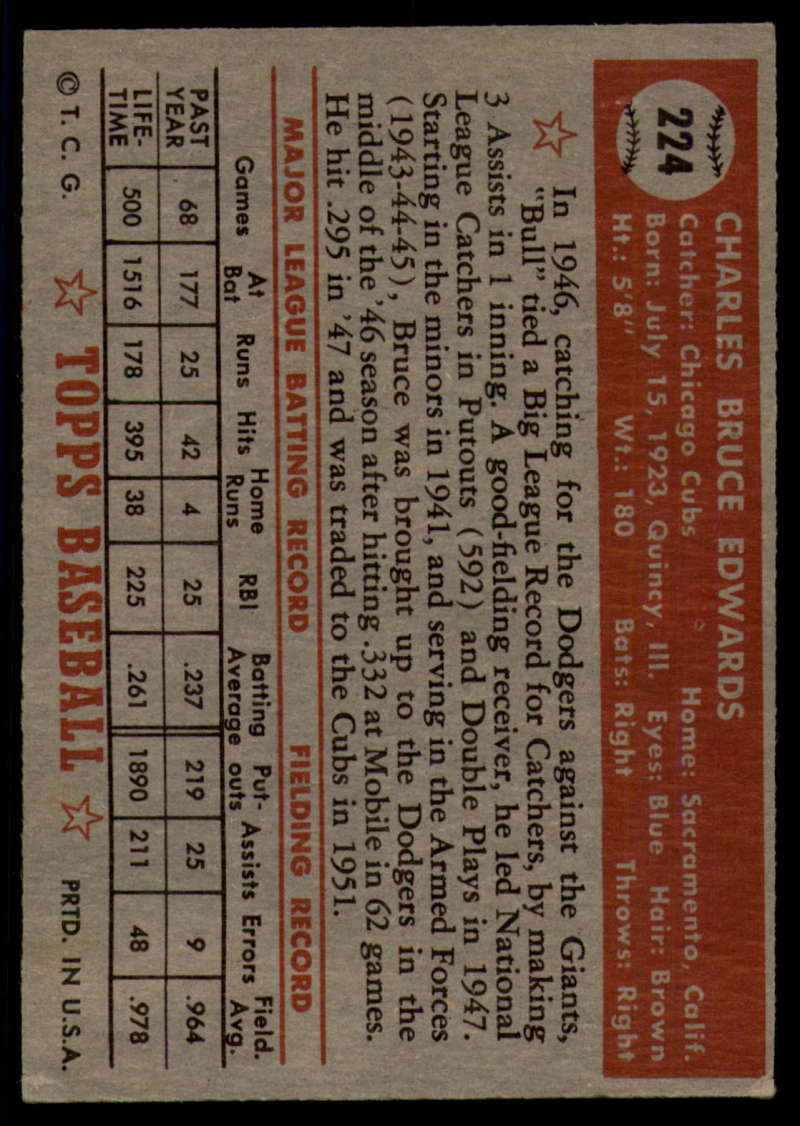 224
CHARLES BRUCE EDWARDS
Catcher: Chicago Cubs Home: Sacramento, Calif.
Born: July 15, 1923, Quincy, Ill. Eyes: Blue Hair: Brown
Ht.: 5'8" Wt.: 180 Bats: Right Throws: Right
In 1946, catching for the Dodgers against the Giants,
"Bull" tied a Big League Record for Catchers, by making
3 Assists in 1 inning. A good-fielding receiver, he led National
League Catchers in Putouts (592) and Double Plays in 1947.
Starting in the minors in 1941, and serving in the Armed Forces
(1943-44-45), Bruce was brought up to the Dodgers in the
middle of the '46 season after hitting .332 at Mobile in 62 games.
He hit .295 in '47 and was traded to the Cubs in 1951.
MAJOR LEAGUE BATTING RECORD FIELDING RECORD
Games At Bat Runs Hits Home Runs RBI Batting Average Put-outs Assists Errors Field. Avg.
PAST YEAR 68 177 25 42 4 25 .237 219 25 9 .964
LIFE-TIME 500 1516 178 395 38 225 .261 1890 211 48 .978
© T. C. G. TOPPS BASEBALL PRTD. IN U.S.A.